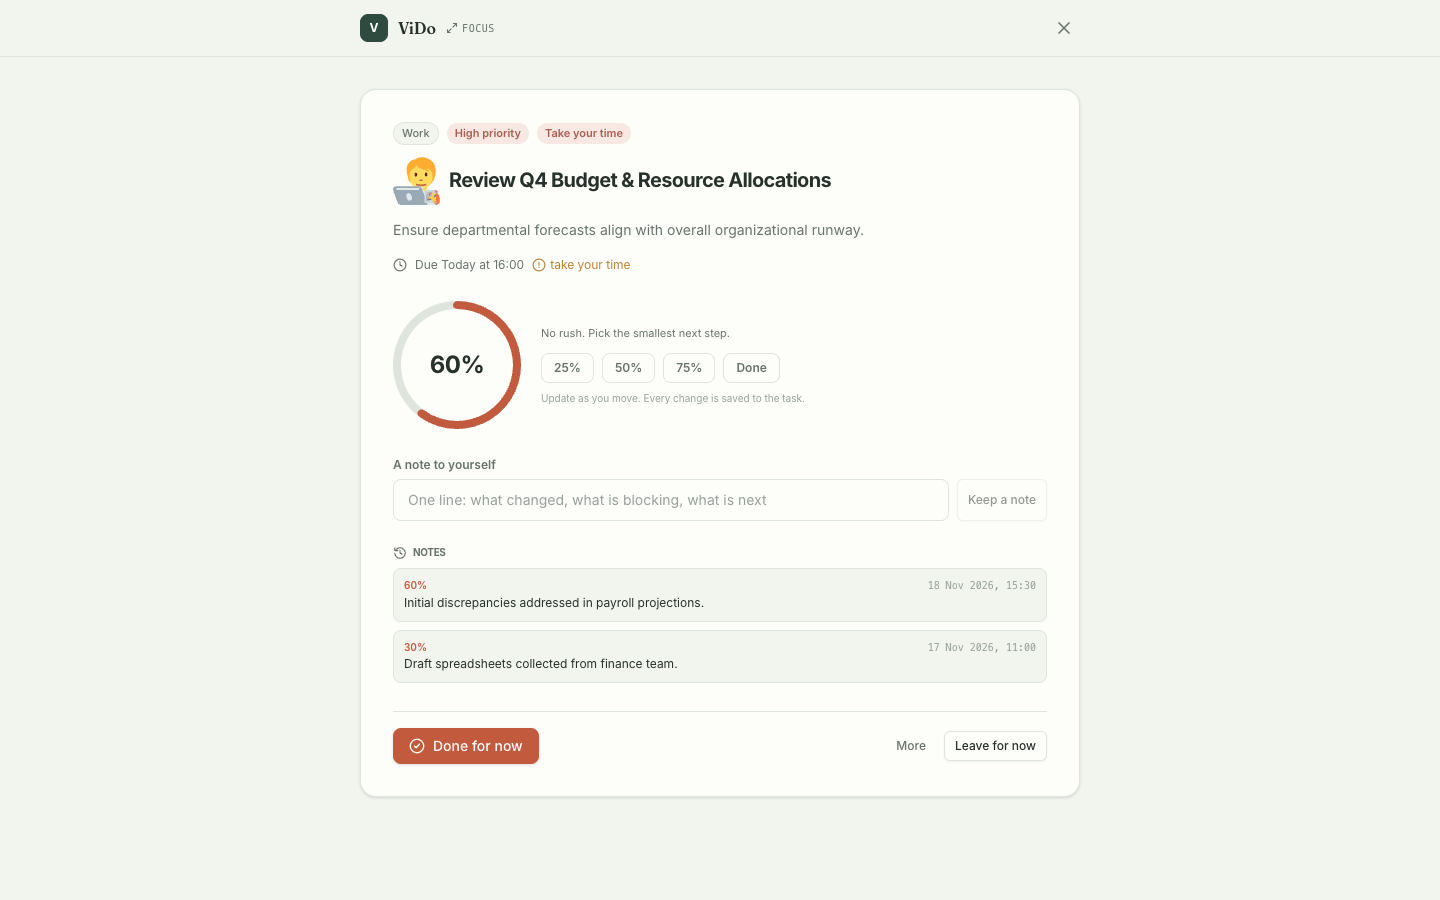 V ViDo FOCUS
Work High priority Take your time
Review Q4 Budget & Resource Allocations
Ensure departmental forecasts align with overall organizational runway.
Due Today at 16:00 take your time
60%
No rush. Pick the smallest next step.
25% 50% 75% Done
Update as you move. Every change is saved to the task.
A note to yourself
One line: what changed, what is blocking, what is next Keep a note
NOTES
60% 18 Nov 2026, 15:30
Initial discrepancies addressed in payroll projections.
30% 17 Nov 2026, 11:00
Draft spreadsheets collected from finance team.
Done for now More Leave for now